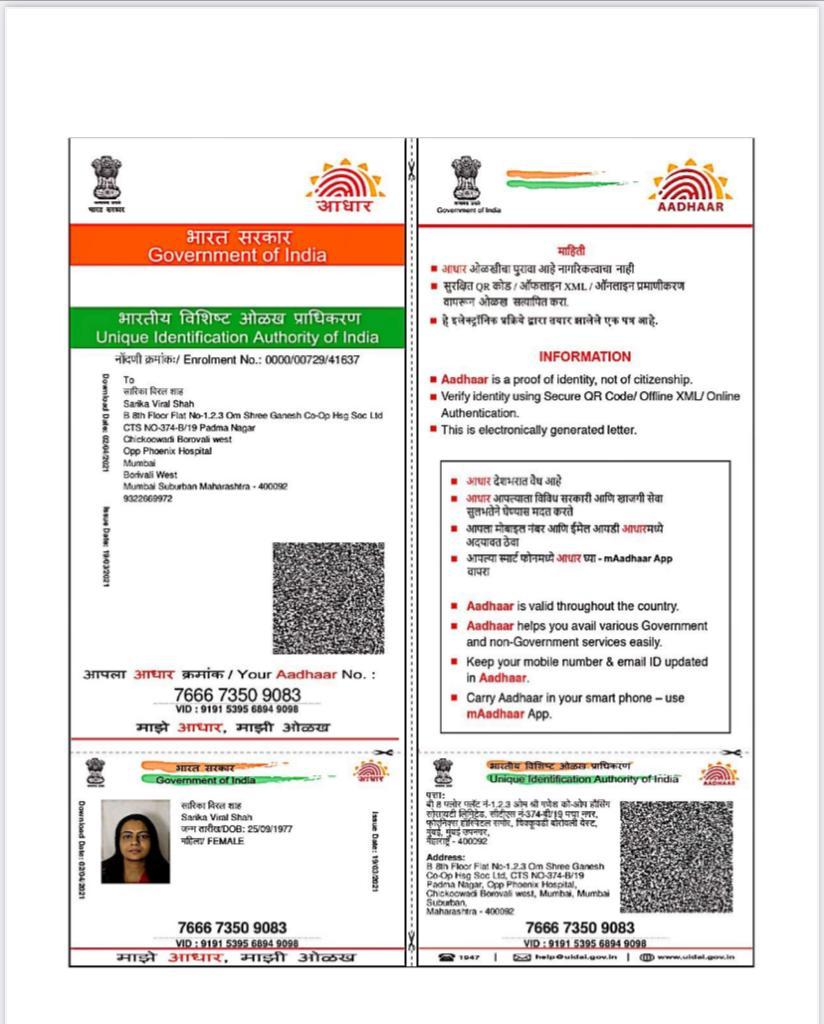 भारत सरकार
आधार
भारत सरकार
Government of India
भारतीय विशिष्ट ओळख प्राधिकरण
Unique Identification Authority of India
नोंदणी क्रमांक:/ Enrolment No.: 0000/00729/41637
Download Date: 02/04/2021
Issue Date: 19/03/2021
To
सारिका विरल शाह
Sarika Viral Shah
B 8th Floor Flat No-1.2.3 Om Shree Ganesh Co-Op Hsg Soc Ltd
CTS NO-374-B/19 Padma Nagar
Chickoowadi Borovali west
Opp Phoenix Hospital
Mumbai
Borivali West
Mumbai Suburban Maharashtra - 400092
9322669972
आपला आधार क्रमांक / Your Aadhaar No. :
7666 7350 9083
VID : 9191 5395 6894 9098
माझे आधार, माझी ओळख
Government of India
AADHAAR
माहिती
आधार ओळखीचा पुरावा आहे नागरिकत्वाचा नाही
सुरक्षित QR कोड / ऑफलाइन XML / ऑनलाइन प्रमाणीकरण
वापरून ओळख सत्यापित करा.
हे इलेक्ट्रॉनिक प्रक्रिये द्वारा तयार झालेले एक पत्र आहे.
INFORMATION
Aadhaar is a proof of identity, not of citizenship.
Verify identity using Secure QR Code/ Offline XML/ Online
Authentication.
This is electronically generated letter.
आधार देशभरात वैध आहे
आधार आपल्याला विविध सरकारी आणि खाजगी सेवा
सुलभतेने घेण्यास मदत करते
आपला मोबाइल नंबर आणि ईमेल आयडी आधारमध्ये
अदयावत ठेवा
आपल्या स्मार्ट फोनमध्ये आधार घ्या - mAadhaar App
वापरा
Aadhaar is valid throughout the country.
Aadhaar helps you avail various Government
and non-Government services easily.
Keep your mobile number & email ID updated
in Aadhaar.
Carry Aadhaar in your smart phone – use
mAadhaar App.
भारत सरकार
Government of India
आधार
Download Date: 02/04/2021
सारिका विरल शाह
Sarika Viral Shah
जन्म तारीख/DOB: 25/09/1977
महिला/ FEMALE
Issue Date: 19/03/2021
7666 7350 9083
VID : 9191 5395 6894 9098
माझे आधार, माझी ओळख
भारतीय विशिष्ट ओळख प्राधिकरण
Unique Identification Authority of India
AADHAAR
पत्ता:
बी 8 फ्लोर फ्लॅट नं-1.2.3 ओम श्री गणेश को-ओप हौसिंग
सोसायटी लिमिटेड, सीटीएस नं-374-बी/19 पद्मा नगर,
फोएनिक्स हॉस्पिटल समोर, चिक्कूवडी बोरोवली वेस्ट,
मुंबई, मुंबई उपनगर,
महाराष्ट्र - 400092
Address:
B 8th Floor Flat No-1.2.3 Om Shree Ganesh
Co-Op Hsg Soc Ltd, CTS NO-374-B/19
Padma Nagar, Opp Phoenix Hospital,
Chickoowadi Borovali west, Mumbai, Mumbai
Suburban,
Maharashtra - 400092
7666 7350 9083
VID : 9191 5395 6894 9098
1947 | help@uidai.gov.in | www.uidai.gov.in